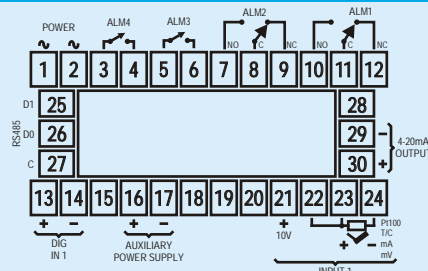 POWER ALM4 ALM3 ALM2 ALM1
NO C NC NO C NC
1 2 3 4 5 6 7 8 9 10 11 12
D1 25 28
RS485 D0 26 29 − 4-20mA
C 27 30 + OUTPUT
13 14 15 16 17 18 19 20 21 22 23 24
+ − + − + Pt100
DIG AUXILIARY 10V T/C
IN 1 POWER SUPPLY + − mA
mV
INPUT 1